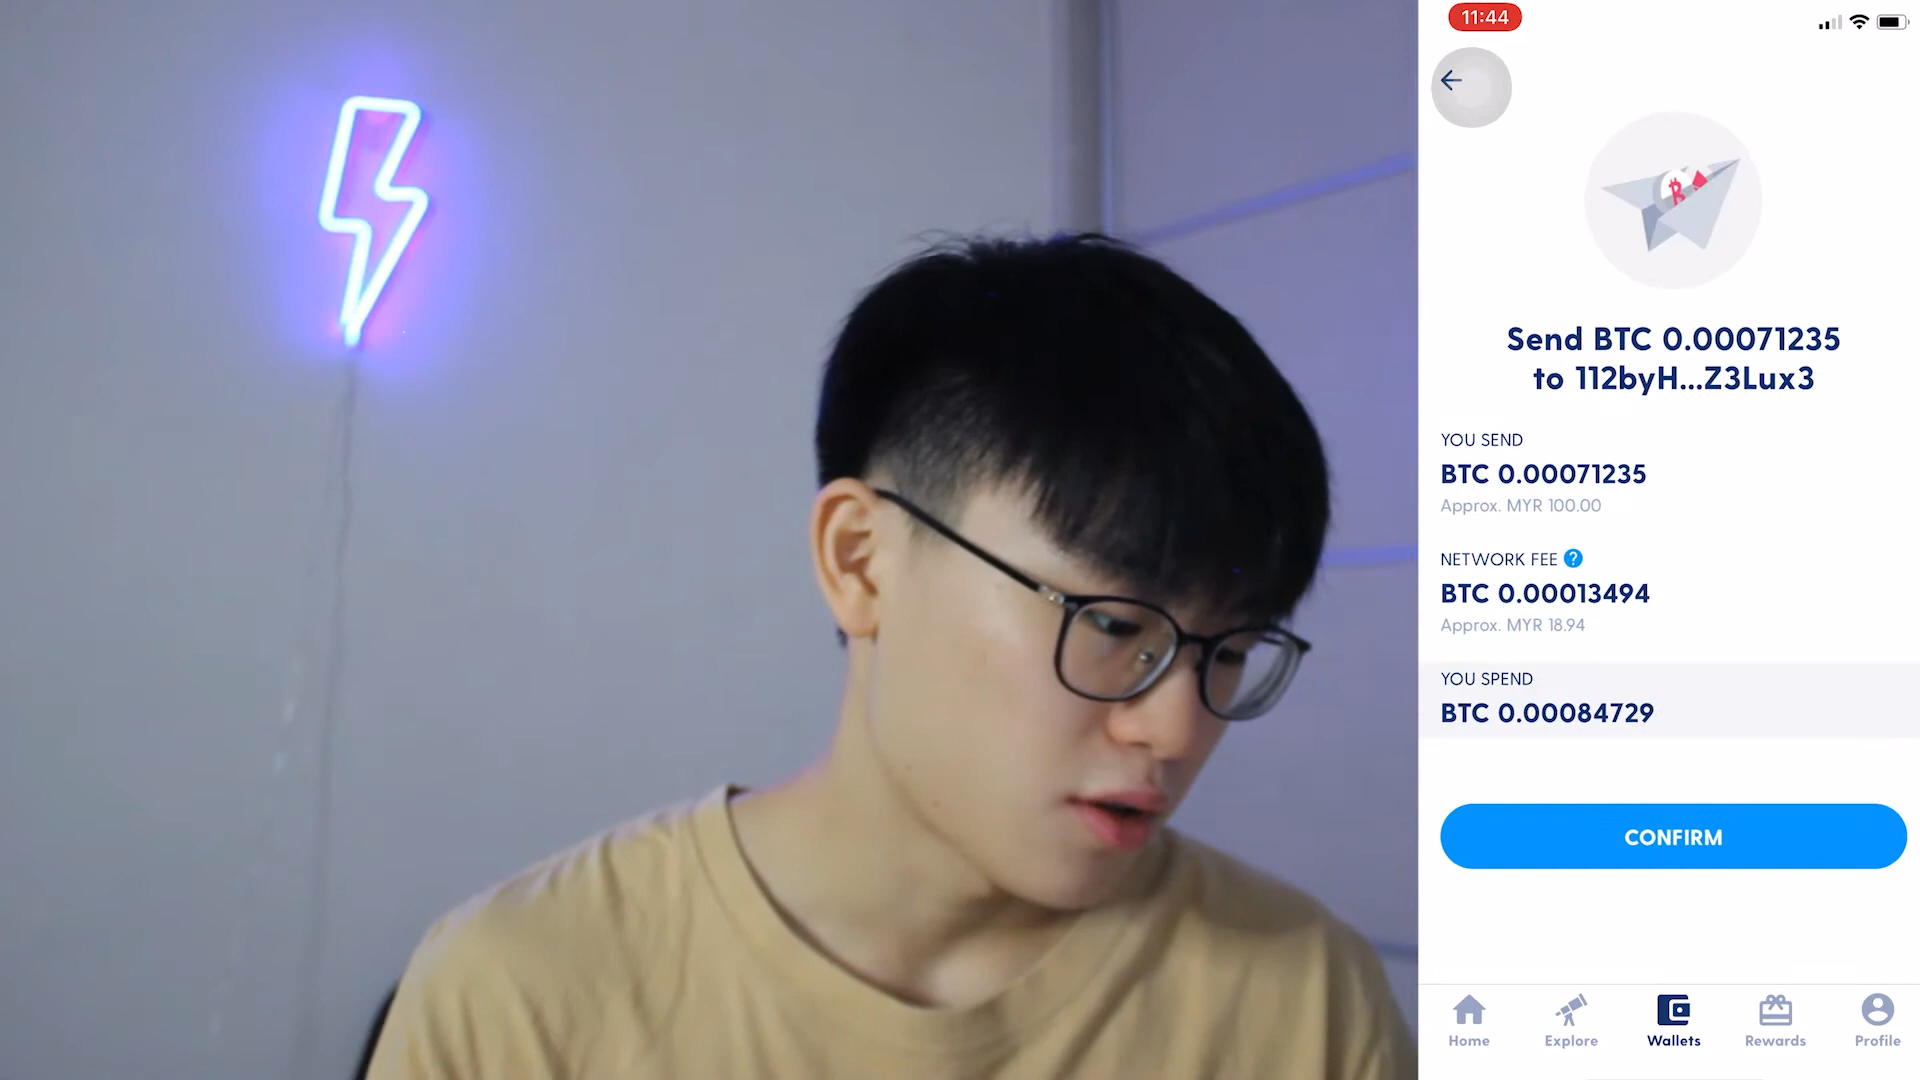 11:44
Send BTC 0.00071235
to 112byH...Z3Lux3
YOU SEND
BTC 0.00071235
Approx. MYR 100.00
NETWORK FEE ?
BTC 0.00013494
Approx. MYR 18.94
YOU SPEND
BTC 0.00084729
CONFIRM
Home Explore Wallets Rewards Profile